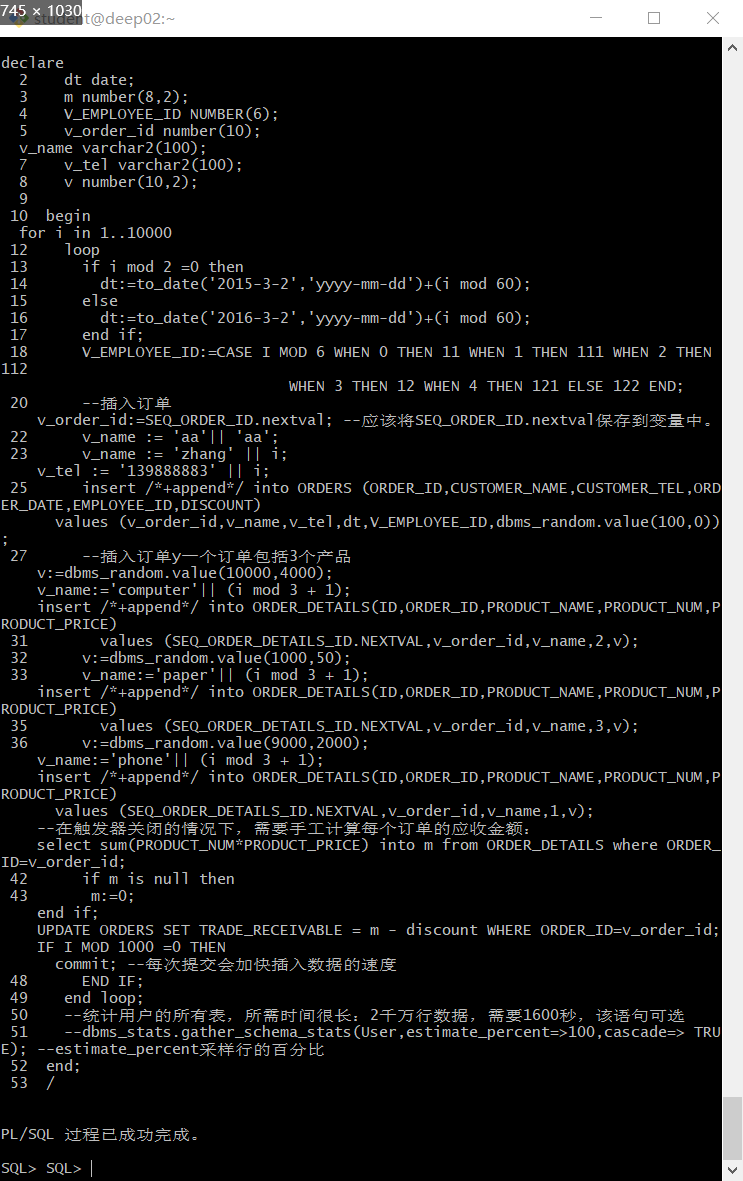 745 × 1030
student@deep02:~
declare
  2    dt date;
  3    m number(8,2);
  4    V_EMPLOYEE_ID NUMBER(6);
  5    v_order_id number(10);
  v_name varchar2(100);
  7    v_tel varchar2(100);
  8    v number(10,2);
  9
 10  begin
  for i in 1..10000
 12    loop
 13      if i mod 2 =0 then
 14        dt:=to_date('2015-3-2','yyyy-mm-dd')+(i mod 60);
 15      else
 16        dt:=to_date('2016-3-2','yyyy-mm-dd')+(i mod 60);
 17      end if;
 18      V_EMPLOYEE_ID:=CASE I MOD 6 WHEN 0 THEN 11 WHEN 1 THEN 111 WHEN 2 THEN
112
                                WHEN 3 THEN 12 WHEN 4 THEN 121 ELSE 122 END;
 20      --插入订单
    v_order_id:=SEQ_ORDER_ID.nextval; --应该将SEQ_ORDER_ID.nextval保存到变量中。
 22      v_name := 'aa'|| 'aa';
 23      v_name := 'zhang' || i;
    v_tel := '139888883' || i;
 25      insert /*+append*/ into ORDERS (ORDER_ID,CUSTOMER_NAME,CUSTOMER_TEL,ORD
ER_DATE,EMPLOYEE_ID,DISCOUNT)
      values (v_order_id,v_name,v_tel,dt,V_EMPLOYEE_ID,dbms_random.value(100,0))
;
 27      --插入订单y一个订单包括3个产品
    v:=dbms_random.value(10000,4000);
    v_name:='computer'|| (i mod 3 + 1);
    insert /*+append*/ into ORDER_DETAILS(ID,ORDER_ID,PRODUCT_NAME,PRODUCT_NUM,P
RODUCT_PRICE)
 31        values (SEQ_ORDER_DETAILS_ID.NEXTVAL,v_order_id,v_name,2,v);
 32      v:=dbms_random.value(1000,50);
 33      v_name:='paper'|| (i mod 3 + 1);
    insert /*+append*/ into ORDER_DETAILS(ID,ORDER_ID,PRODUCT_NAME,PRODUCT_NUM,P
RODUCT_PRICE)
 35        values (SEQ_ORDER_DETAILS_ID.NEXTVAL,v_order_id,v_name,3,v);
 36      v:=dbms_random.value(9000,2000);
    v_name:='phone'|| (i mod 3 + 1);
    insert /*+append*/ into ORDER_DETAILS(ID,ORDER_ID,PRODUCT_NAME,PRODUCT_NUM,P
RODUCT_PRICE)
      values (SEQ_ORDER_DETAILS_ID.NEXTVAL,v_order_id,v_name,1,v);
    --在触发器关闭的情况下，需要手工计算每个订单的应收金额：
    select sum(PRODUCT_NUM*PRODUCT_PRICE) into m from ORDER_DETAILS where ORDER_
ID=v_order_id;
 42      if m is null then
 43       m:=0;
    end if;
    UPDATE ORDERS SET TRADE_RECEIVABLE = m - discount WHERE ORDER_ID=v_order_id;
    IF I MOD 1000 =0 THEN
      commit; --每次提交会加快插入数据的速度
 48      END IF;
 49    end loop;
 50    --统计用户的所有表，所需时间很长：2千万行数据，需要1600秒，该语句可选
 51    --dbms_stats.gather_schema_stats(User,estimate_percent=>100,cascade=> TRU
E); --estimate_percent采样行的百分比
 52  end;
 53  /
PL/SQL 过程已成功完成。
SQL> SQL>